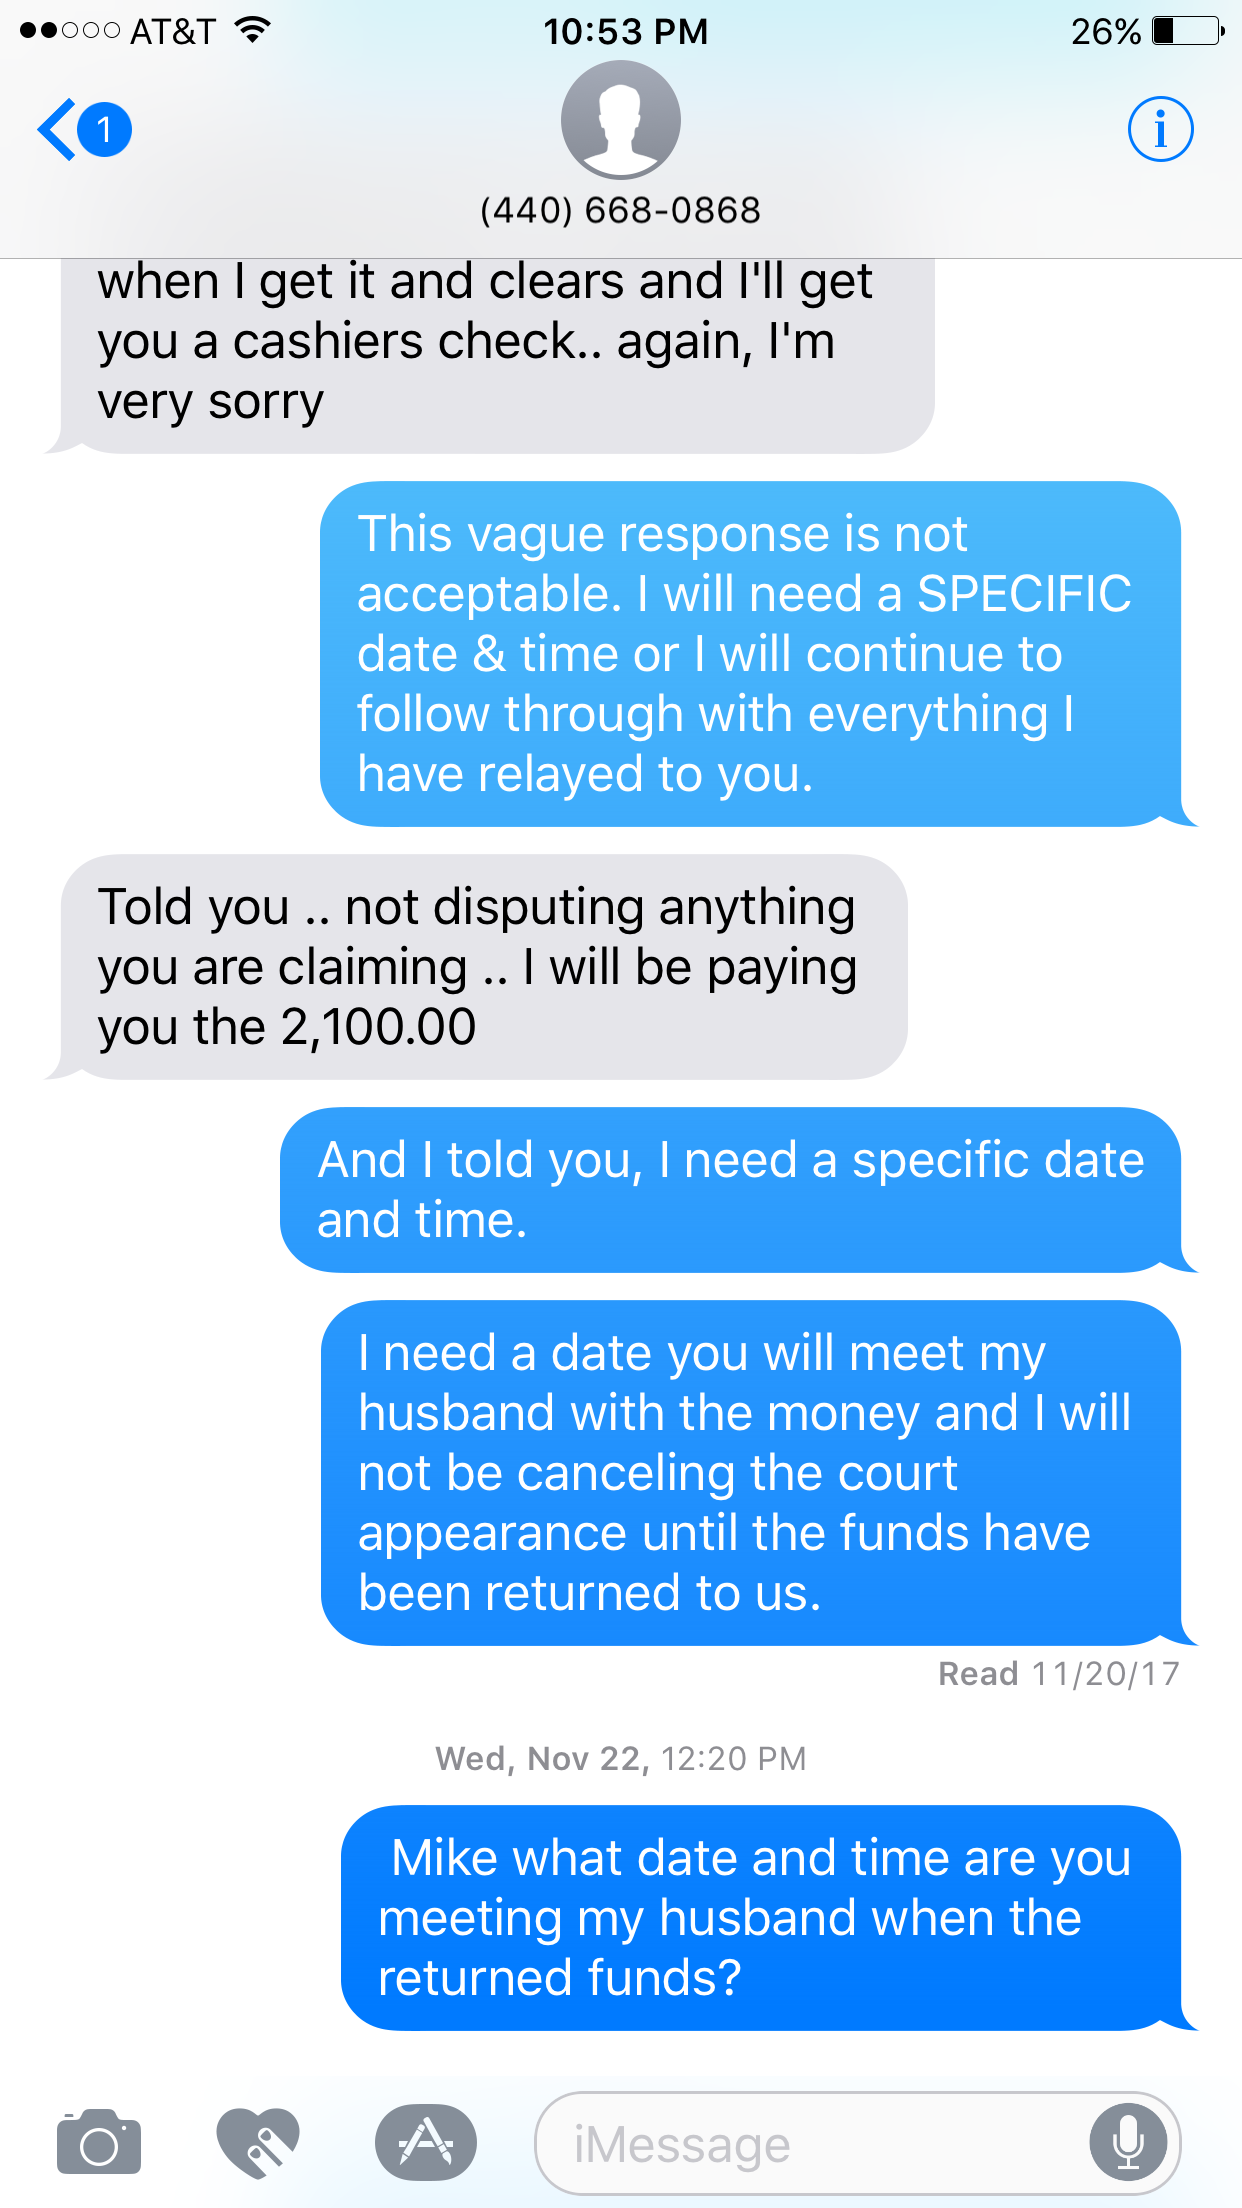 AT&T 10:53 PM 26%
1
(440) 668-0868
when I get it and clears and I'll get
you a cashiers check.. again, I'm
very sorry
This vague response is not
acceptable. I will need a SPECIFIC
date & time or I will continue to
follow through with everything I
have relayed to you.
Told you .. not disputing anything
you are claiming .. I will be paying
you the 2,100.00
And I told you, I need a specific date
and time.
I need a date you will meet my
husband with the money and I will
not be canceling the court
appearance until the funds have
been returned to us.
Read 11/20/17
Wed, Nov 22, 12:20 PM
Mike what date and time are you
meeting my husband when the
returned funds?
iMessage